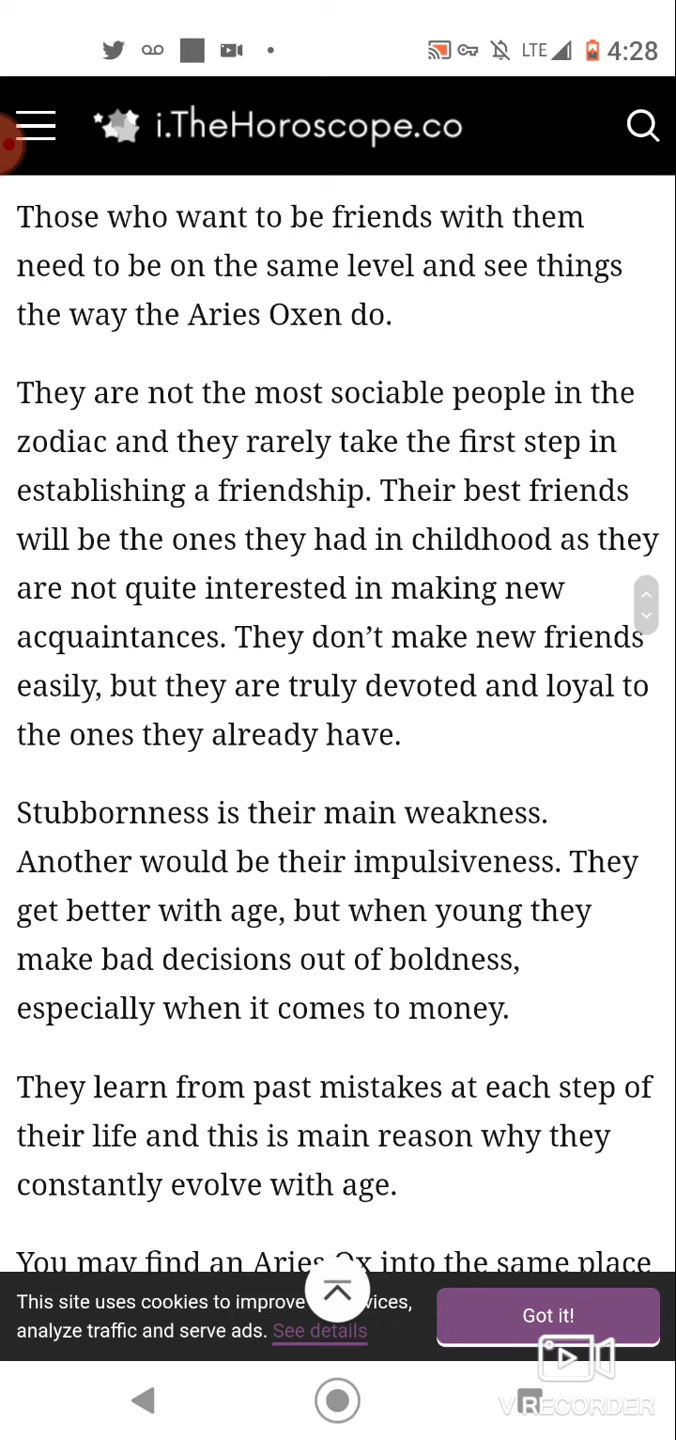 LTE 4:28
i.TheHoroscope.co
Those who want to be friends with them
need to be on the same level and see things
the way the Aries Oxen do.
They are not the most sociable people in the
zodiac and they rarely take the first step in
establishing a friendship. Their best friends
will be the ones they had in childhood as they
are not quite interested in making new
acquaintances. They don’t make new friends
easily, but they are truly devoted and loyal to
the ones they already have.
Stubbornness is their main weakness.
Another would be their impulsiveness. They
get better with age, but when young they
make bad decisions out of boldness,
especially when it comes to money.
They learn from past mistakes at each step of
their life and this is main reason why they
constantly evolve with age.
You may find an Aries Ox into the same place
This site uses cookies to improve vices,
analyze traffic and serve ads. See details
Got it!
VRECORDER